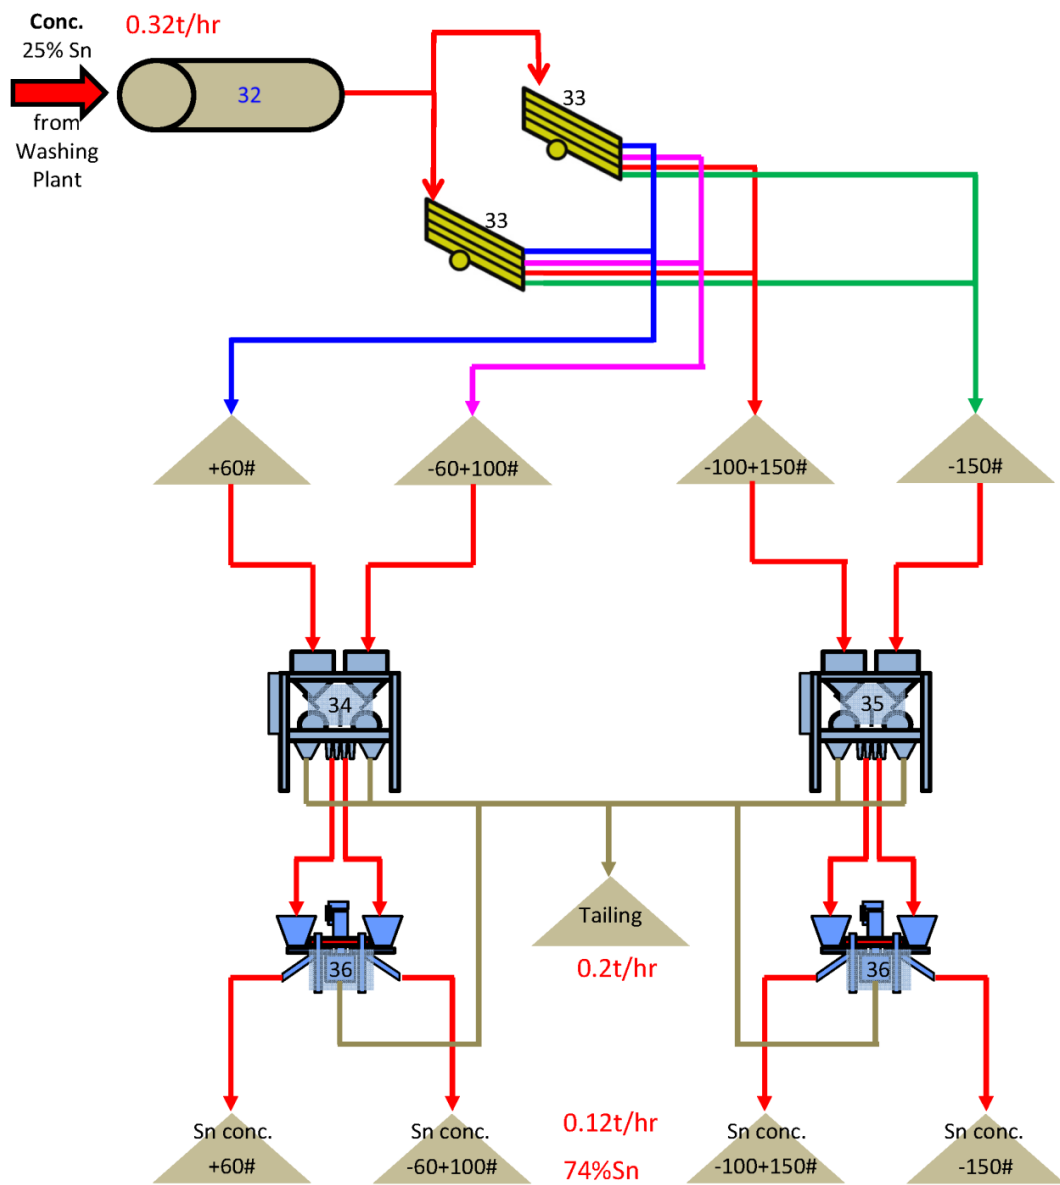 Conc.
0.32t/hr
25% Sn
from
Washing
Plant
32
33
33
+60#
-60+100#
-100+150#
-150#
34
35
Tailing
0.2t/hr
36
36
0.12t/hr
74%Sn
Sn conc.
+60#
Sn conc.
-60+100#
Sn conc.
-100+150#
Sn conc.
-150#